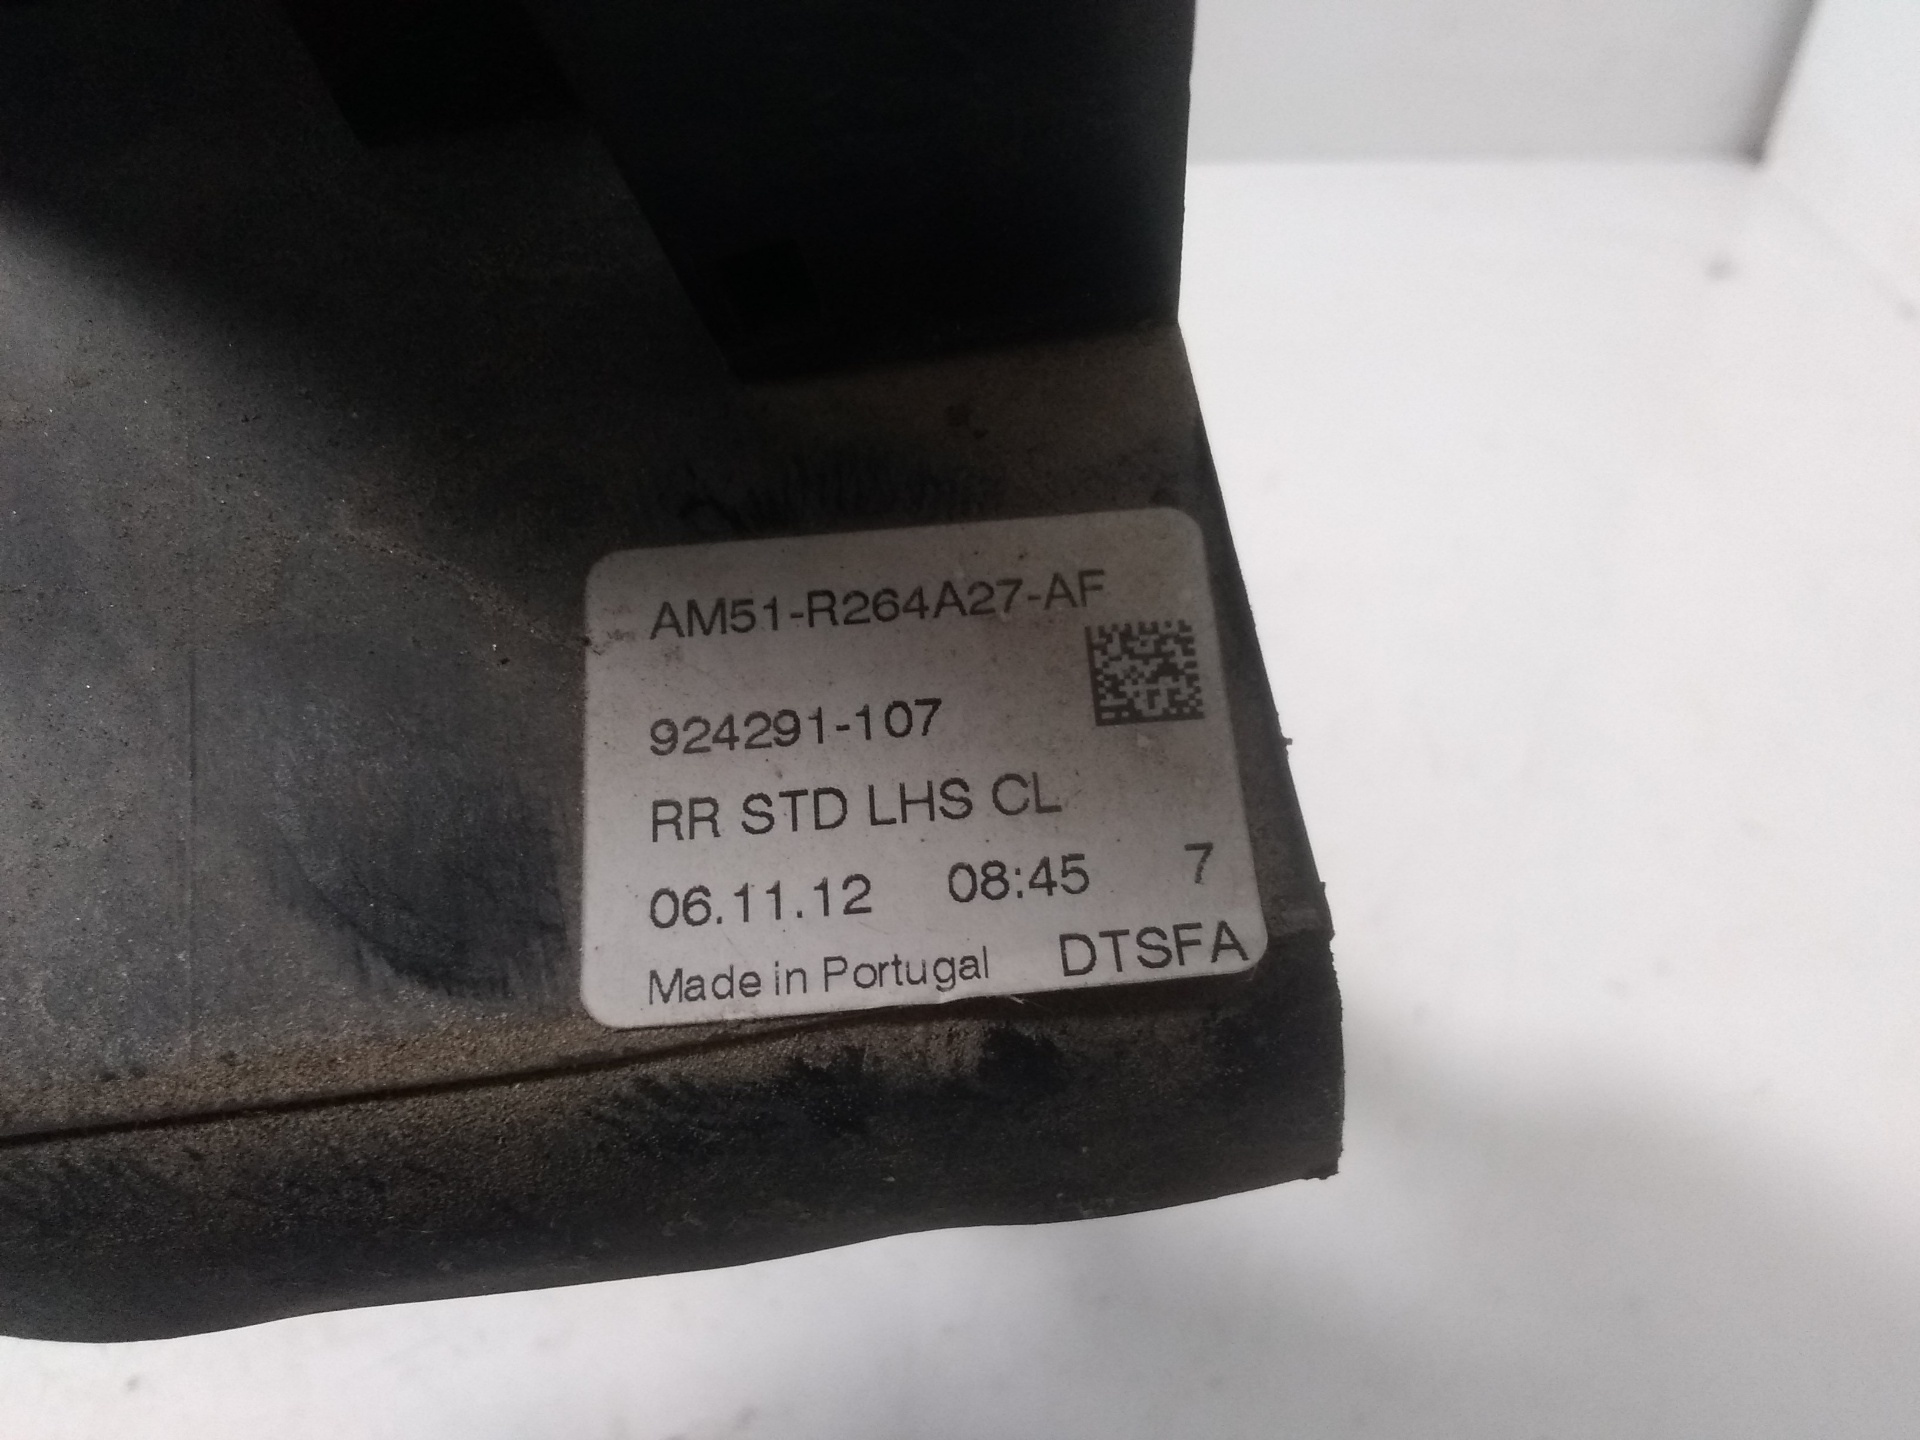 AM51-R264A27-AF
924291-107
RR STD LHS CL
06.11.12 08:45 7
Made in Portugal DTSFA